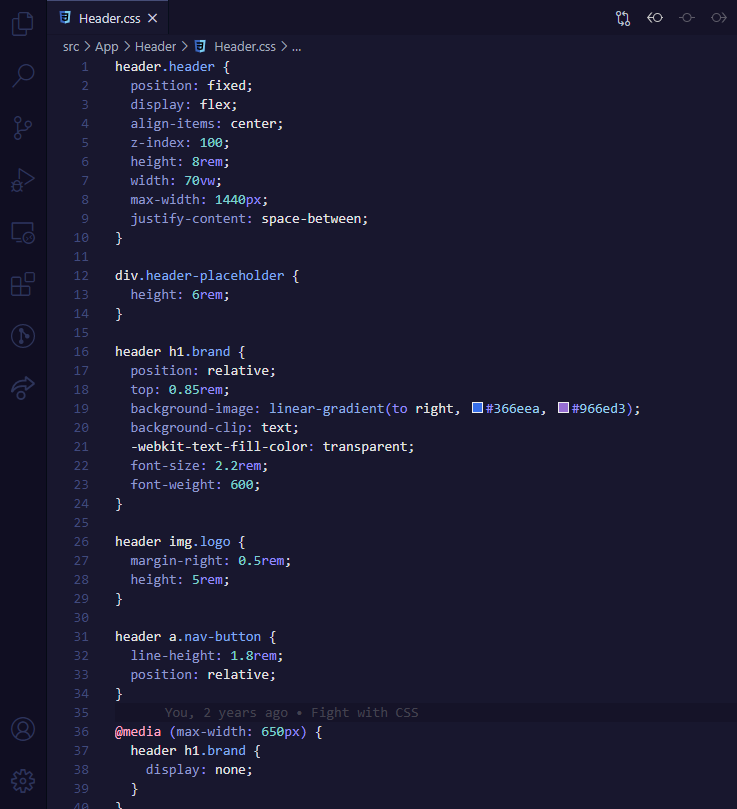 Header.css
src > App > Header > Header.css > ...
1 header.header {
2 position: fixed;
3 display: flex;
4 align-items: center;
5 z-index: 100;
6 height: 8rem;
7 width: 70vw;
8 max-width: 1440px;
9 justify-content: space-between;
10 }
11
12 div.header-placeholder {
13 height: 6rem;
14 }
15
16 header h1.brand {
17 position: relative;
18 top: 0.85rem;
19 background-image: linear-gradient(to right, #366eea, #966ed3);
20 background-clip: text;
21 -webkit-text-fill-color: transparent;
22 font-size: 2.2rem;
23 font-weight: 600;
24 }
25
26 header img.logo {
27 margin-right: 0.5rem;
28 height: 5rem;
29 }
30
31 header a.nav-button {
32 line-height: 1.8rem;
33 position: relative;
34 }
35 You, 2 years ago • Fight with CSS
36 @media (max-width: 650px) {
37 header h1.brand {
38 display: none;
39 }
40 }